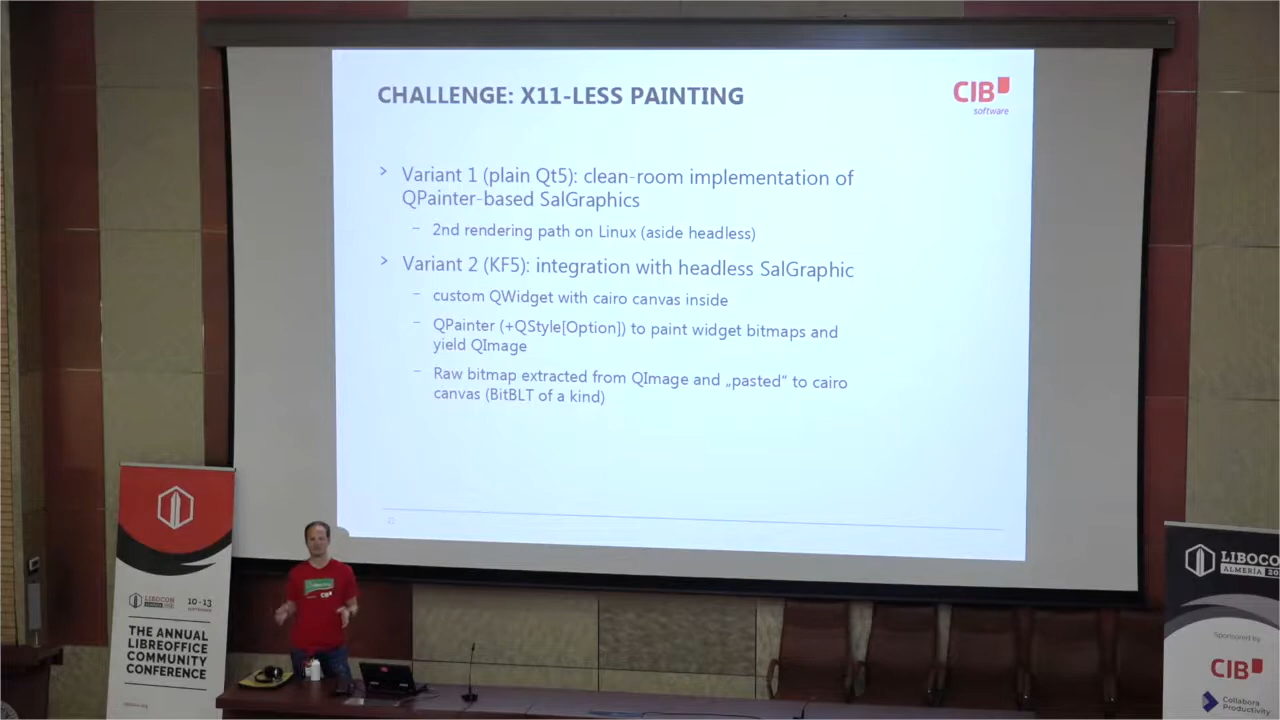 CHALLENGE: X11-LESS PAINTING
CIB
software
> Variant 1 (plain Qt5): clean-room implementation of
QPainter-based SalGraphics
– 2nd rendering path on Linux (aside headless)
> Variant 2 (KF5): integration with headless SalGraphic
– custom QWidget with cairo canvas inside
– QPainter (+QStyle[Option]) to paint widget bitmaps and
yield QImage
– Raw bitmap extracted from QImage and „pasted" to cairo
canvas (BitBLT of a kind)
LIBOCON
ALMERIA
10-13
THE ANNUAL
LIBREOFFICE
COMMUNITY
CONFERENCE
CIB
LIBOCO
ALMERÍA 20
Sponsored by
CIB
Collabora
Productivity